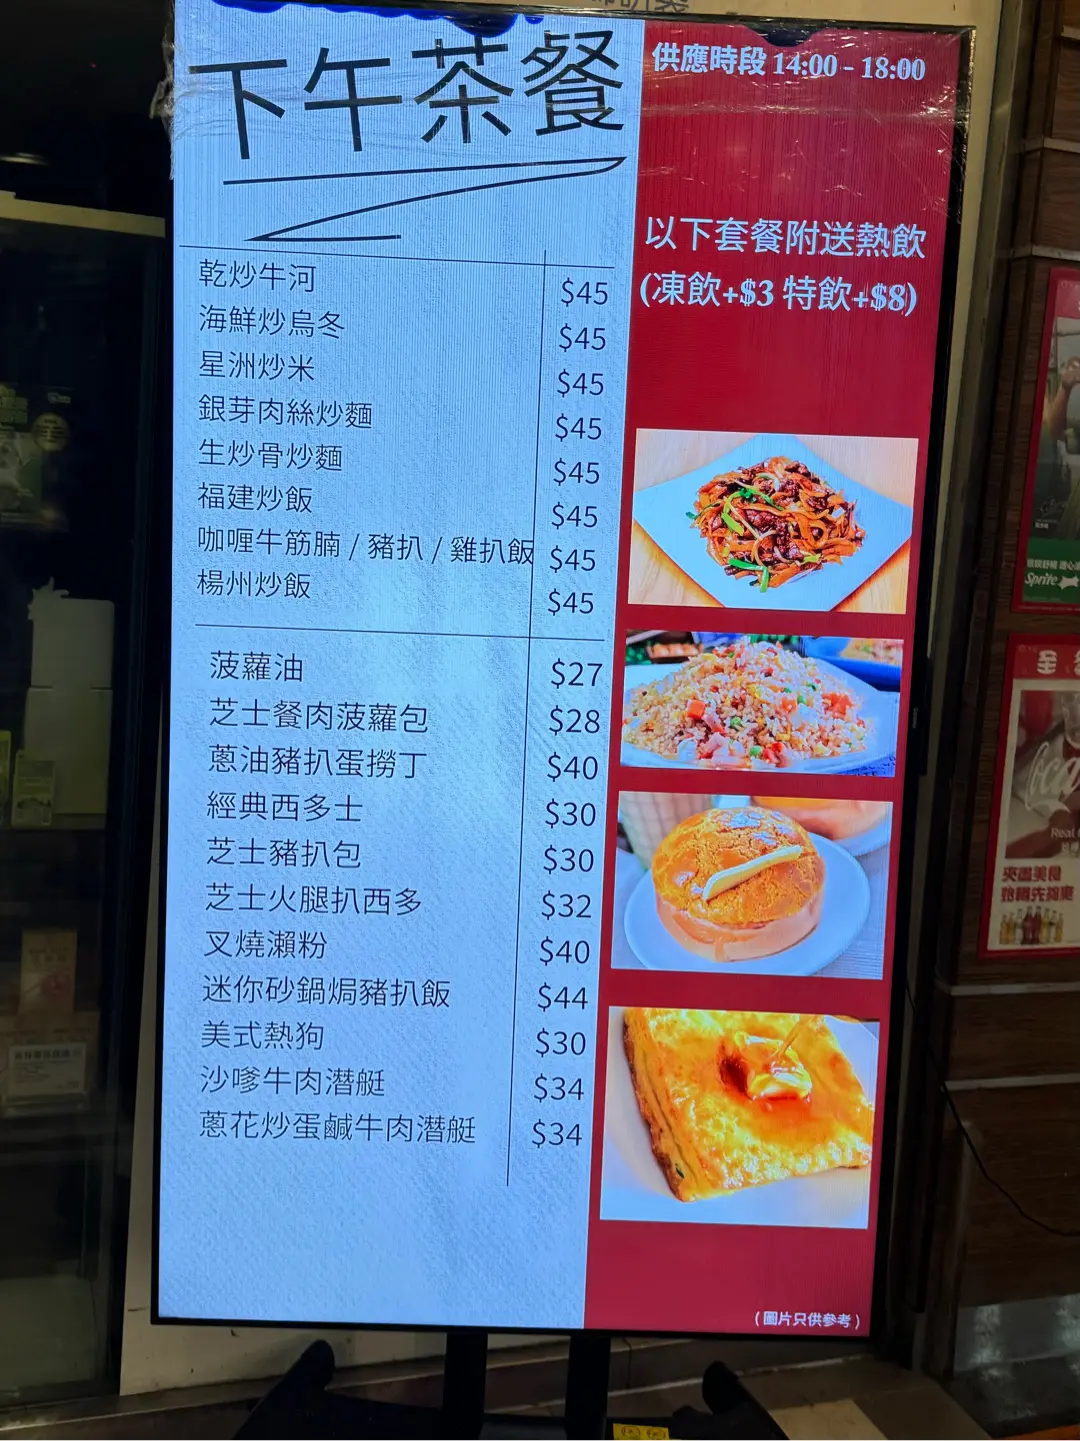 下午茶餐
供應時段 14:00 - 18:00
以下套餐附送熱飲
(凍飲+$3 特飲+$8)
乾炒牛河 $45
海鮮炒烏冬 $45
星洲炒米 $45
銀芽肉絲炒麵 $45
生炒骨炒麵 $45
福建炒飯 $45
咖喱牛筋腩 / 豬扒 / 雞扒飯 $45
楊州炒飯 $45
菠蘿油 $27
芝士餐肉菠蘿包 $28
蔥油豬扒蛋撈丁 $40
經典西多士 $30
芝士豬扒包 $30
芝士火腿扒西多 $32
叉燒瀨粉 $40
迷你砂鍋焗豬扒飯 $44
美式熱狗 $30
沙嗲牛肉潛艇 $34
蔥花炒蛋鹹牛肉潛艇 $34
(圖片只供參考)
Sprite
Real
夾盡美食